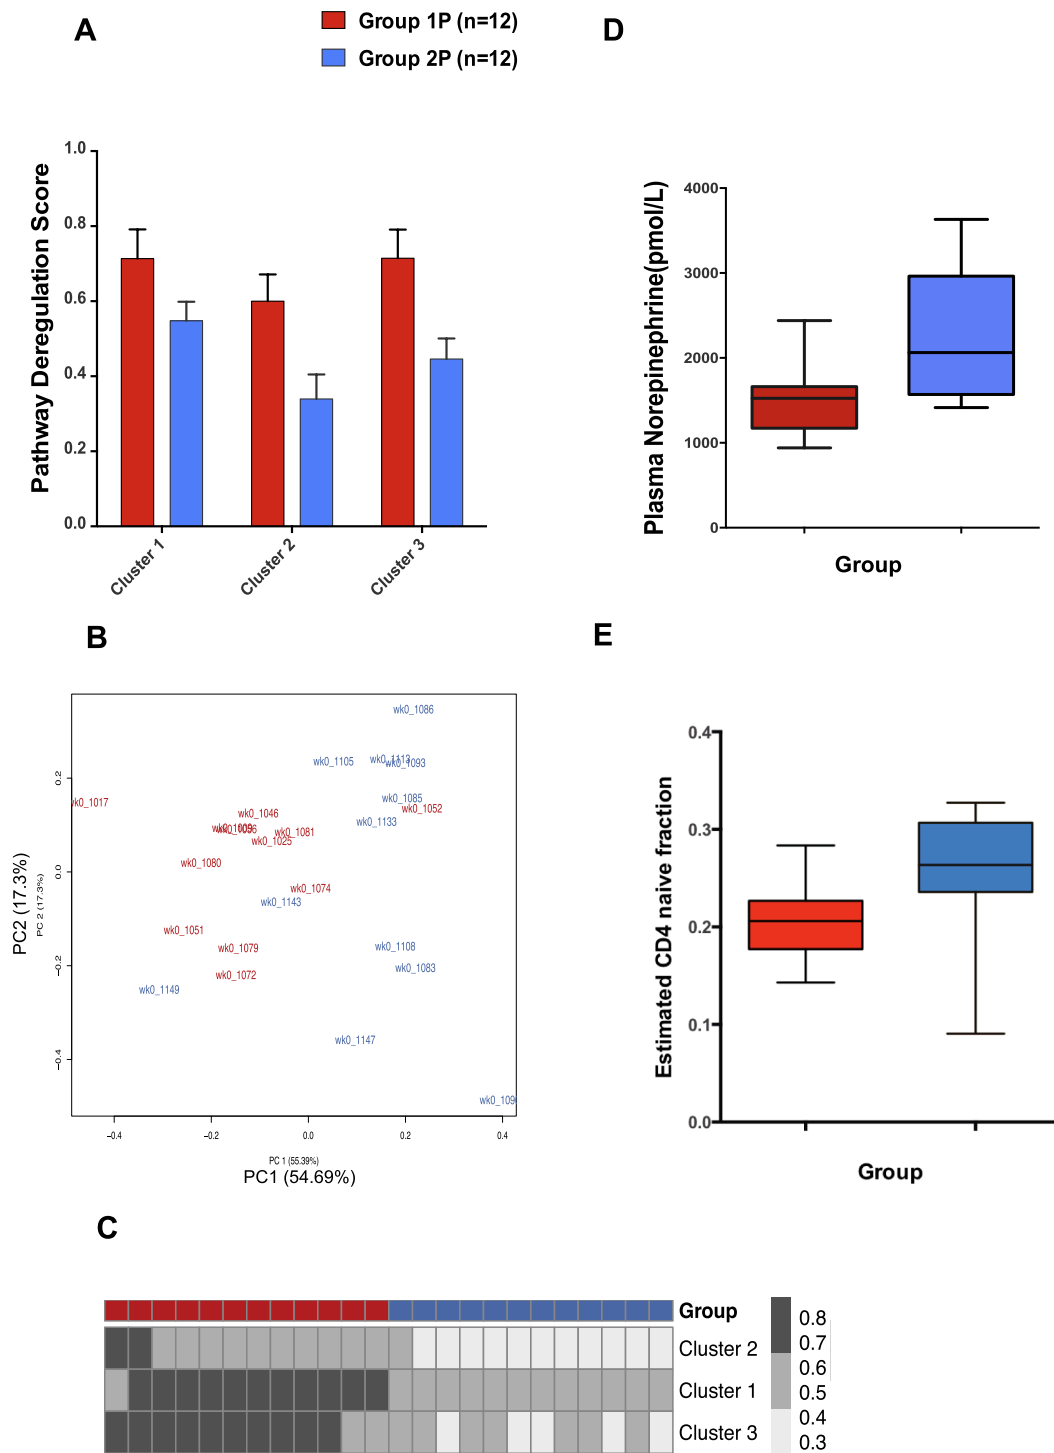 A
Group 1P (n=12)
Group 2P (n=12)
D
Pathway Deregulation Score
1.0
0.8
0.6
0.4
0.2
0.0
Cluster 1
Cluster 2
Cluster 3
Plasma Norepinephrine(pmol/L)
4000
3000
2000
1000
0
Group
B
PC2 (17.3%)
PC 2 (17.3%)
0.2
0.0
−0.2
−0.4
wk0_1086
wk0_1105
wk0_1113
wk0_1093
wk0_1085
wk0_1052
wk0_1133
vk0_1017
wk0_1046
wk0_1081
wk0_1025
wk0_1080
wk0_1074
wk0_1143
wk0_1051
wk0_1079
wk0_1072
wk0_1108
wk0_1083
wk0_1149
wk0_1147
wk0_109
−0.4
−0.2
0.0
0.2
0.4
PC 1 (55.39%)
PC1 (54.69%)
E
Estimated CD4 naive fraction
0.4
0.3
0.2
0.1
0.0
Group
C
Group
Cluster 2
Cluster 1
Cluster 3
0.8
0.7
0.6
0.5
0.4
0.3